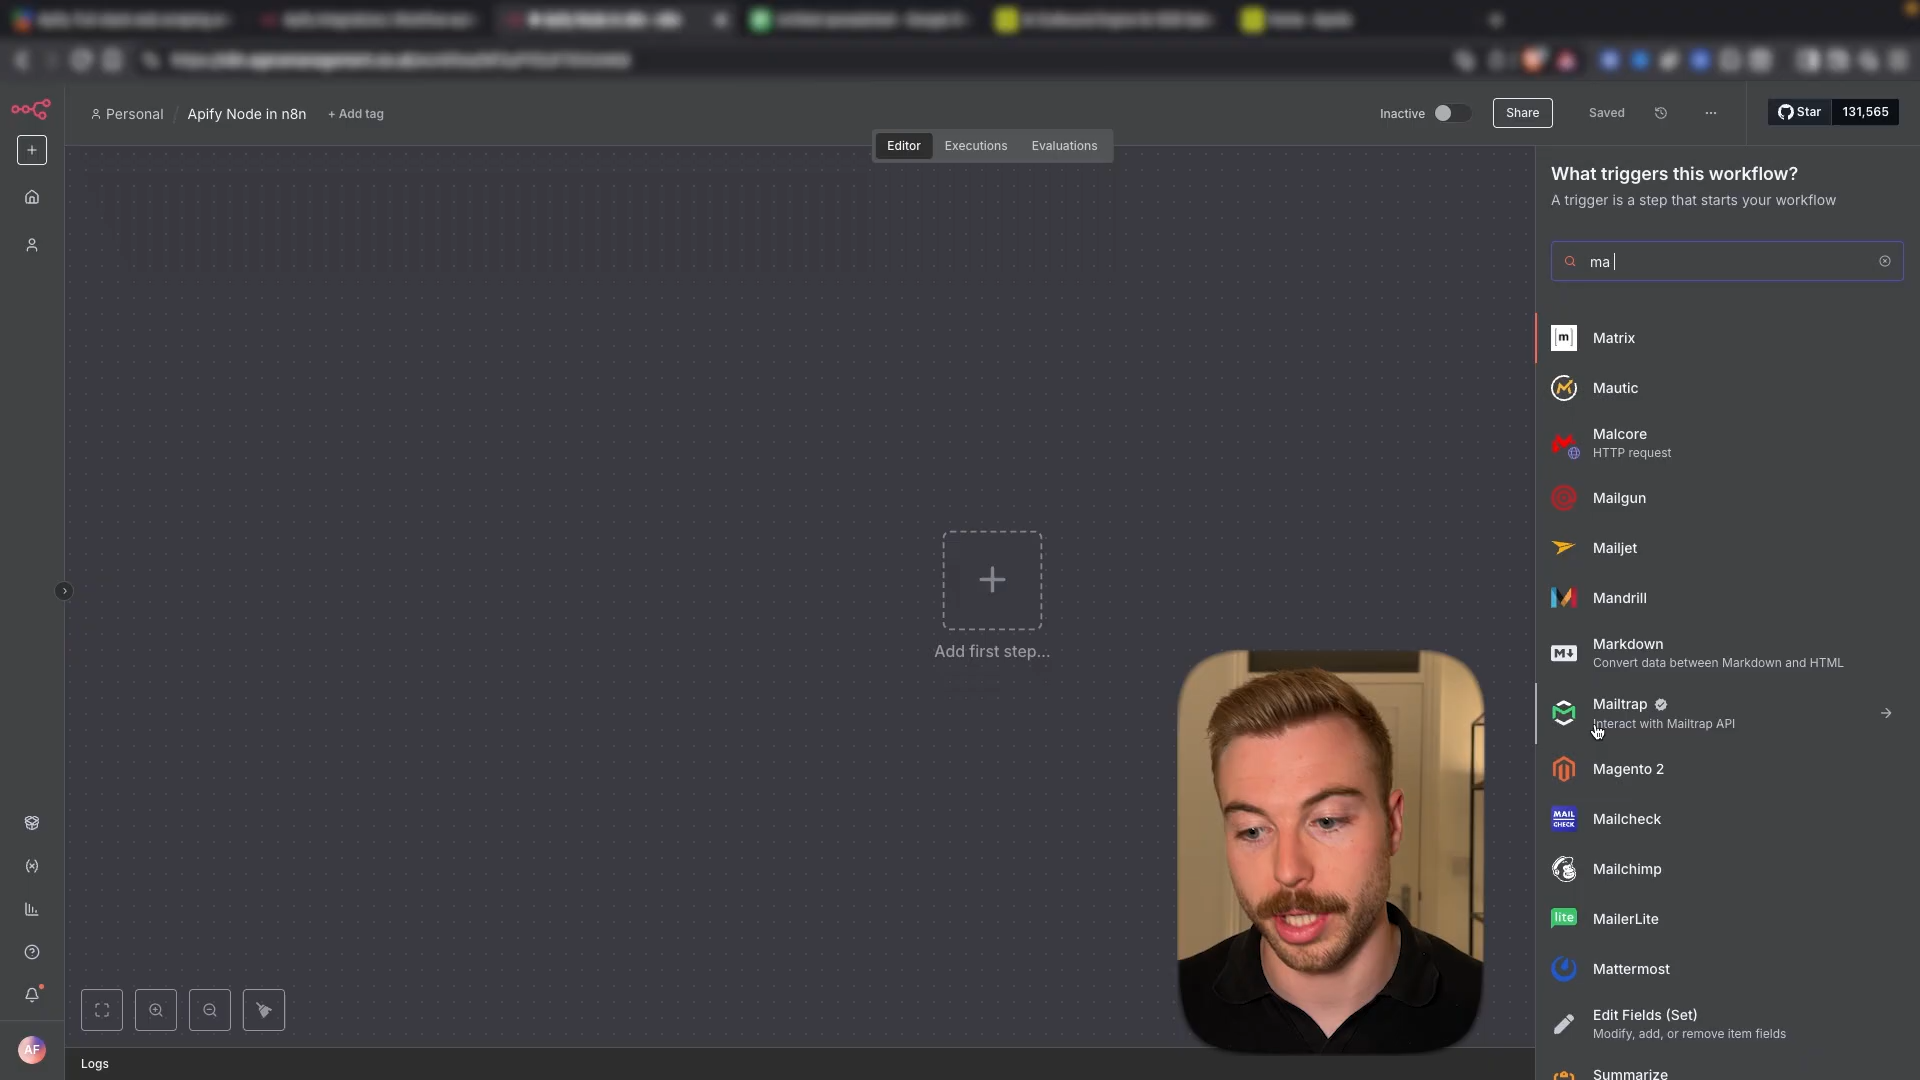 Personal / Apify Node in n8n + Add tag
Inactive Share Saved ... Star 131,565
Editor Executions Evaluations
Add first step...
Logs
AF
What triggers this workflow?
A trigger is a step that starts your workflow
ma
[m] Matrix
Mautic
Malcore
HTTP request
Mailgun
Mailjet
Mandrill
Markdown
Convert data between Markdown and HTML
Mailtrap
Interact with Mailtrap API
Magento 2
MAIL
CHECK
Mailcheck
Mailchimp
lite MailerLite
Mattermost
Edit Fields (Set)
Modify, add, or remove item fields
Summarize